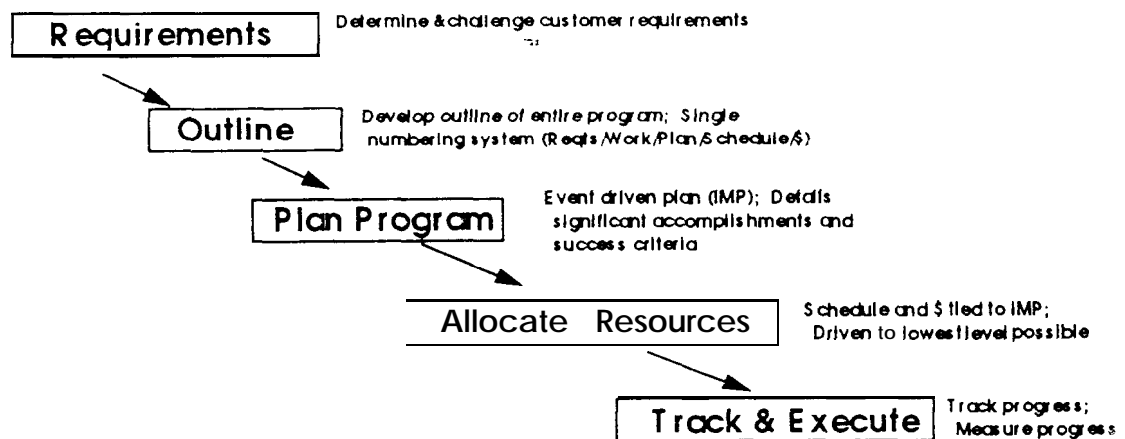 Requirements
Determine & challenge customer requirements
Outline
Develop outline of entire program; Single
numbering system (Reqts/Work/Plan/Schedule/$)
Plan Program
Event driven plan (IMP); Details
significant accomplishments and
success criteria
Allocate Resources
Schedule and $ tied to IMP;
Driven to lowest level possible
Track & Execute
Track progress;
Measure progress